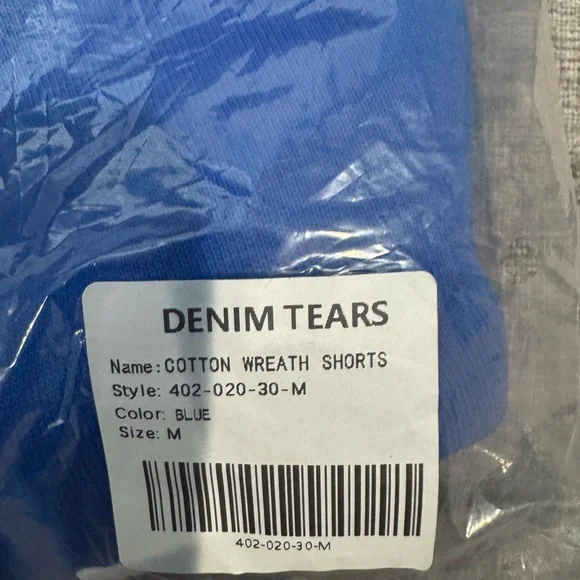 DENIM TEARS
Name: COTTON WREATH SHORTS
Style: 402-020-30-M
Color: BLUE
Size: M
402-020-30-M